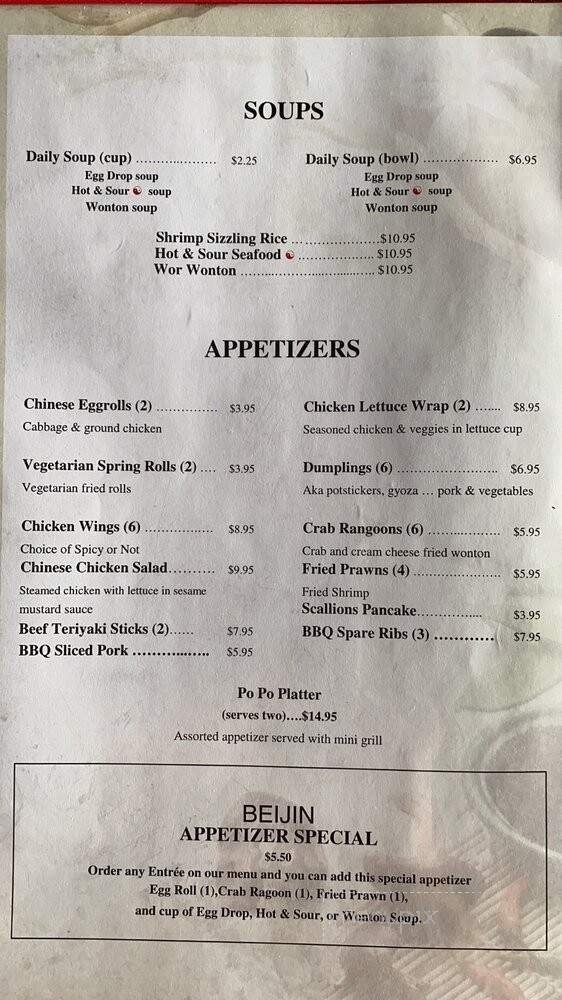 SOUPS
Daily Soup (cup) ................... $2.25
Egg Drop soup
Hot & Sour soup
Wonton soup
Daily Soup (bowl) .................. $6.95
Egg Drop soup
Hot & Sour soup
Wonton soup
Shrimp Sizzling Rice .....................$10.95
Hot & Sour Seafood .................. $10.95
Wor Wonton ................................ $10.95
APPETIZERS
Chinese Eggrolls (2) ............... $3.95
Cabbage & ground chicken
Vegetarian Spring Rolls (2) .... $3.95
Vegetarian fried rolls
Chicken Wings (6) ................. $8.95
Choice of Spicy or Not
Chinese Chicken Salad.......... $9.95
Steamed chicken with lettuce in sesame
mustard sauce
Beef Teriyaki Sticks (2)...... $7.95
BBQ Sliced Pork .................. $5.95
Chicken Lettuce Wrap (2) ....... $8.95
Seasoned chicken & veggies in lettuce cup
Dumplings (6) ........................ $6.95
Aka potstickers, gyoza … pork & vegetables
Crab Rangoons (6) .................. $5.95
Crab and cream cheese fried wonton
Fried Prawns (4) ..................... $5.95
Fried Shrimp
Scallions Pancake................ $3.95
BBQ Spare Ribs (3) ............ $7.95
Po Po Platter
(serves two)....$14.95
Assorted appetizer served with mini grill
BEIJIN
APPETIZER SPECIAL
$5.50
Order any Entrée on our menu and you can add this special appetizer
Egg Roll (1),Crab Ragoon (1), Fried Prawn (1),
and cup of Egg Drop, Hot & Sour, or Wonton Soup.